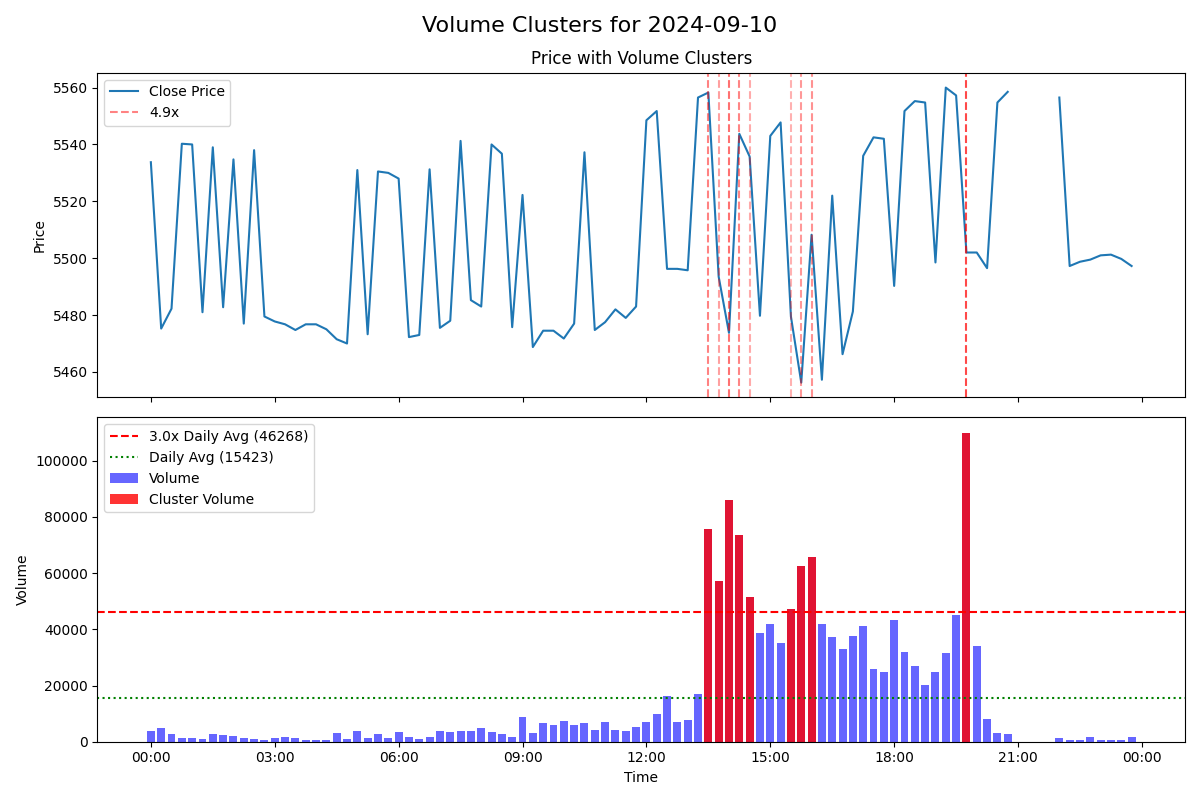 Volume Clusters for 2024-09-10
Price with Volume Clusters
Close Price
4.9x
5560
5540
5520
5500
5480
5460
Price
3.0x Daily Avg (46268)
Daily Avg (15423)
Volume
Cluster Volume
100000
80000
60000
40000
20000
0
Volume
00:00 03:00 06:00 09:00 12:00 15:00 18:00 21:00 00:00
Time